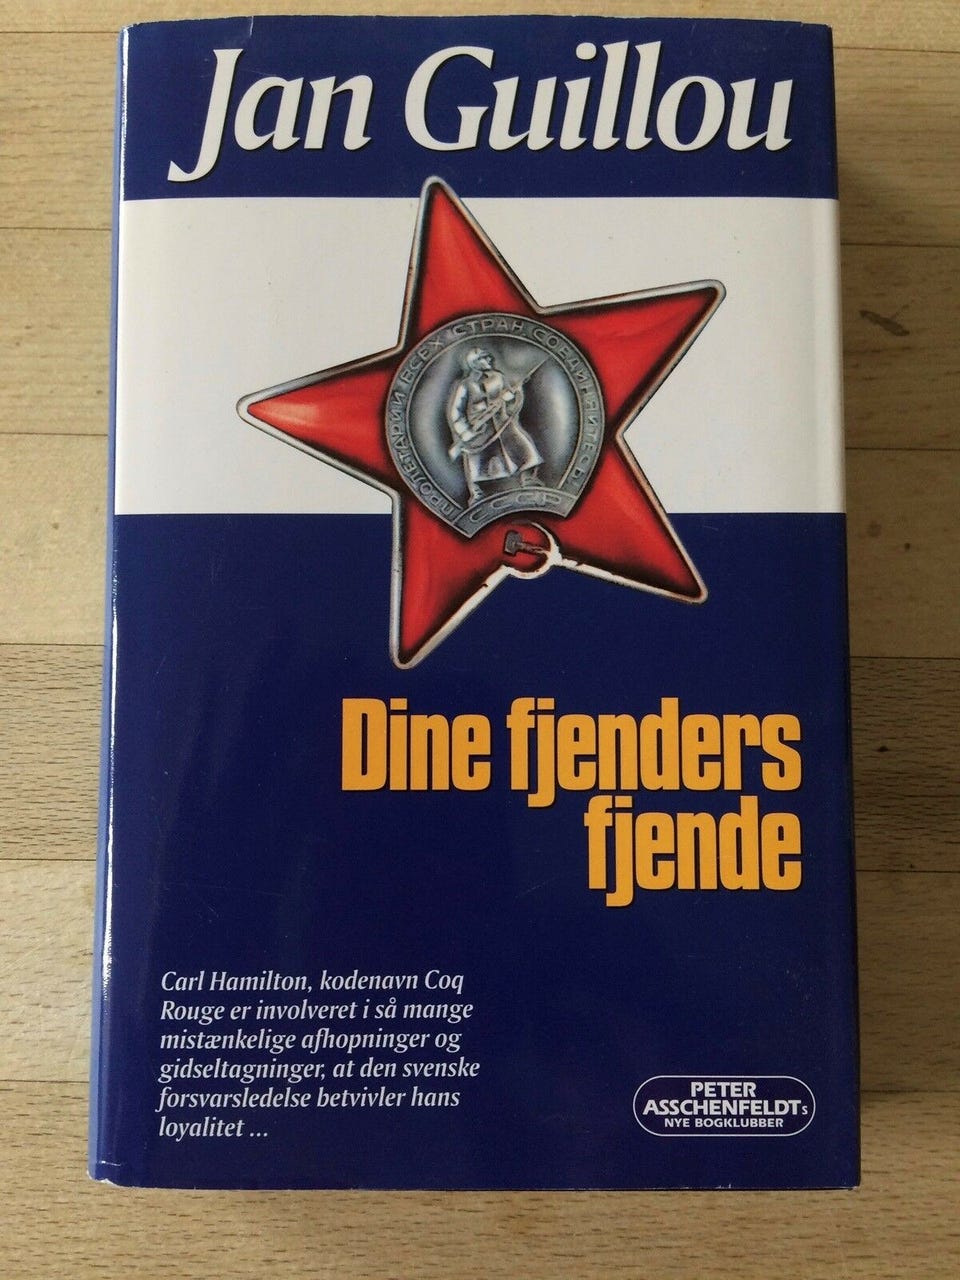 Jan Guillou
ПРОЛЕТАРИИ ВСЕХ СТРАН СОЕДИНЯЙТЕСЬ
СССР
Dine fjenders
fjende
Carl Hamilton, kodenavn Coq
Rouge er involveret i så mange
mistænkelige afhopninger og
gidseltagninger, at den svenske
forsvarsledelse betvivler hans
loyalitet ...
PETER
ASSCHENFELDTs
NYE BOGKLUBBER